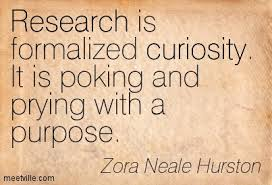 Research is
formalized curiosity.
It is poking and
prying with a
purpose.
Zora Neale Hurston
meetville.com